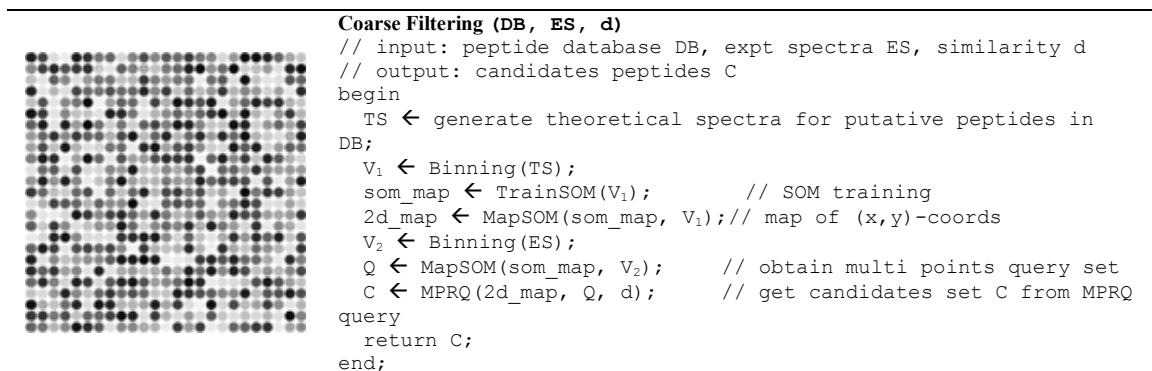 Coarse Filtering (DB, ES, d)
// input: peptide database DB, expt spectra ES, similarity d
// output: candidates peptides C
begin
TS ← generate theoretical spectra for putative peptides in
DB;
V₁ ← Binning(TS);
som_map ← TrainSOM(V₁); // SOM training
2d_map ← MapSOM(som_map, V₁);// map of (x,y)-coords
V₂ ← Binning(ES);
Q ← MapSOM(som_map, V₂); // obtain multi points query set
C ← MPRQ(2d_map, Q, d); // get candidates set C from MPRQ
query
return C;
end;